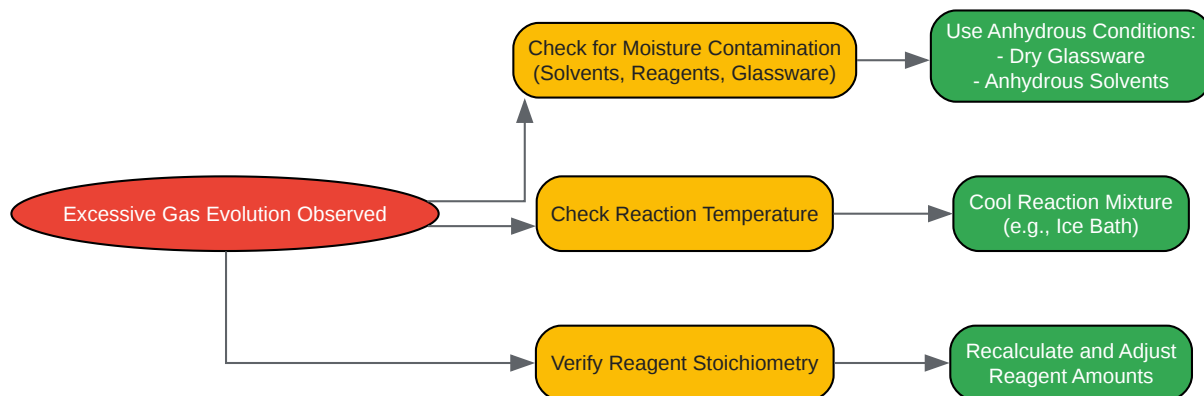 Check for Moisture Contamination
(Solvents, Reagents, Glassware)
Use Anhydrous Conditions:
- Dry Glassware
- Anhydrous Solvents
Excessive Gas Evolution Observed
Check Reaction Temperature
Cool Reaction Mixture
(e.g., Ice Bath)
Verify Reagent Stoichiometry
Recalculate and Adjust
Reagent Amounts